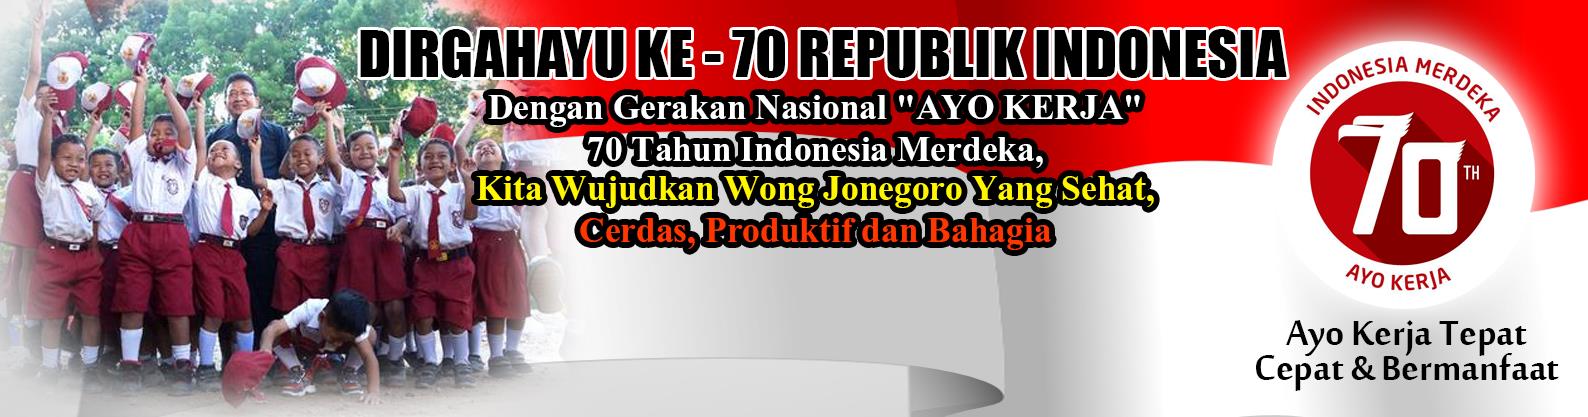 DIRGAHAYU KE - 70 REPUBLIK INDONESIA
Dengan Gerakan Nasional "AYO KERJA"
70 Tahun Indonesia Merdeka,
Kita Wujudkan Wong Jonegoro Yang Sehat,
Cerdas, Produktif dan Bahagia
INDONESIA MERDEKA
70 TH
AYO KERJA
Ayo Kerja Tepat
Cepat & Bermanfaat